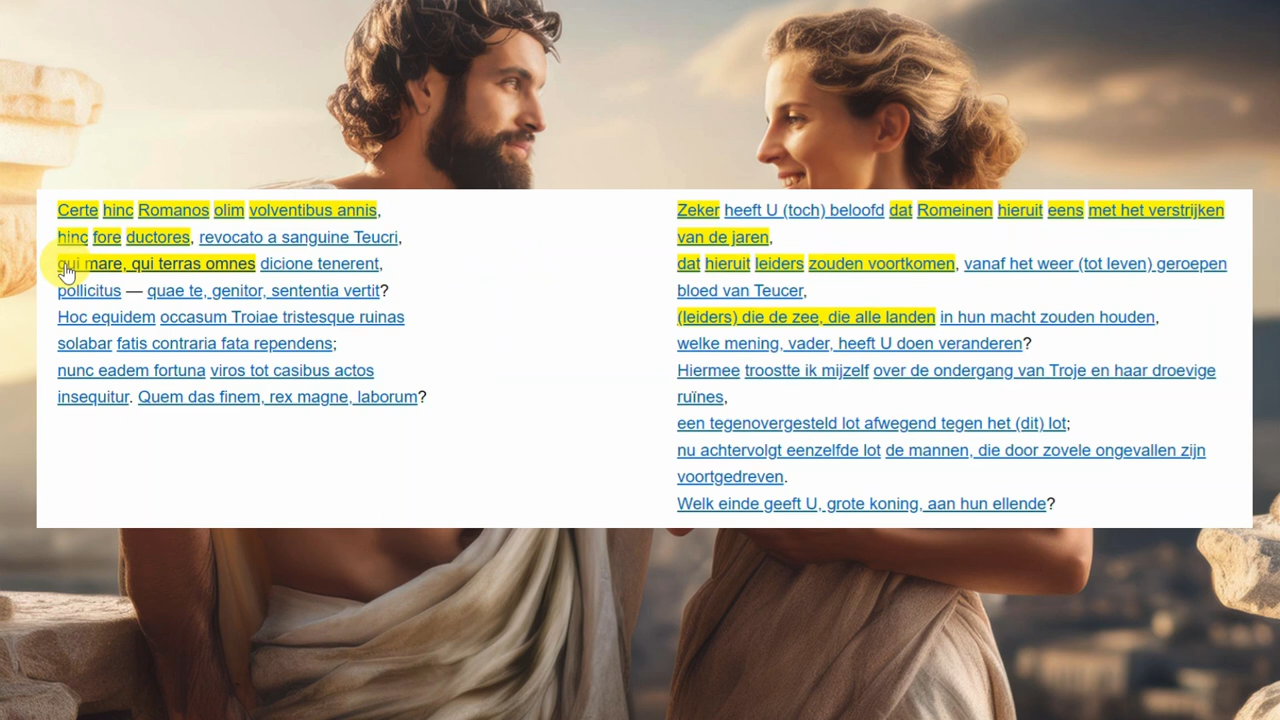 Certe hinc Romanos olim volventibus annis,
hinc fore ductores, revocato a sanguine Teucri,
qui mare, qui terras omnes dicione tenerent,
pollicitus — quae te, genitor, sententia vertit?
Hoc equidem occasum Troiae tristesque ruinas
solabar fatis contraria fata rependens;
nunc eadem fortuna viros tot casibus actos
insequitur. Quem das finem, rex magne, laborum?
Zeker heeft U (toch) beloofd dat Romeinen hieruit eens met het verstrijken
van de jaren,
dat hieruit leiders zouden voortkomen, vanaf het weer (tot leven) geroepen
bloed van Teucer,
(leiders) die de zee, die alle landen in hun macht zouden houden,
welke mening, vader, heeft U doen veranderen?
Hiermee troostte ik mijzelf over de ondergang van Troje en haar droevige
ruïnes,
een tegenovergesteld lot afwegend tegen het (dit) lot;
nu achtervolgt eenzelfde lot de mannen, die door zovele ongevallen zijn
voortgedreven.
Welk einde geeft U, grote koning, aan hun ellende?